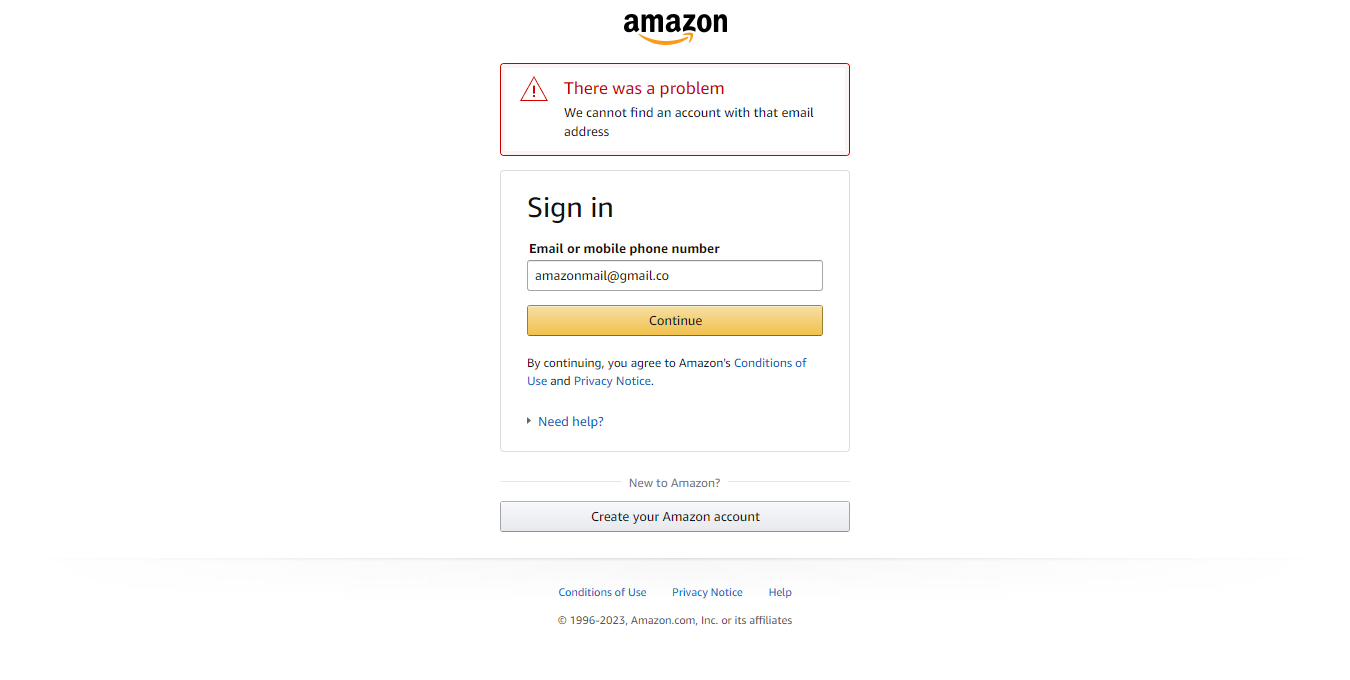 amazon
There was a problem
We cannot find an account with that email
address
Sign in
Email or mobile phone number
amazonmail@gmail.co
Continue
By continuing, you agree to Amazon's Conditions of
Use and Privacy Notice.
Need help?
New to Amazon?
Create your Amazon account
Conditions of Use Privacy Notice Help
© 1996-2023, Amazon.com, Inc. or its affiliates